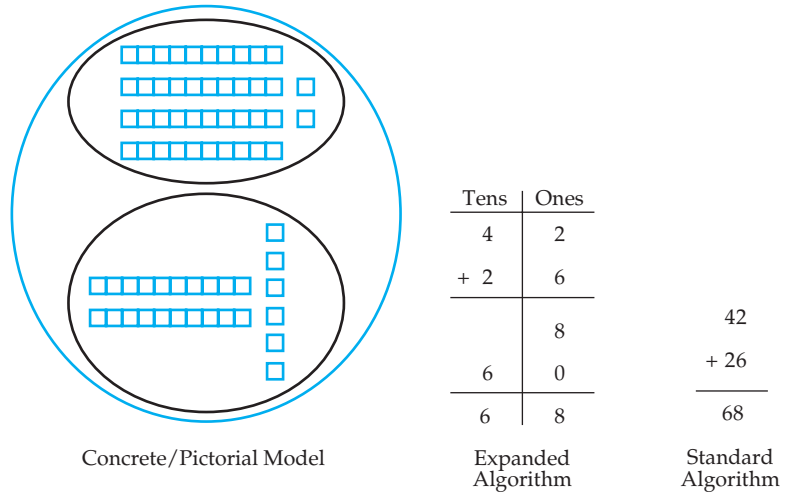 Tens Ones
4 2
+ 2 6
8
6 0
6 8
42
+ 26
68
Concrete/Pictorial Model
Expanded
Algorithm
Standard
Algorithm